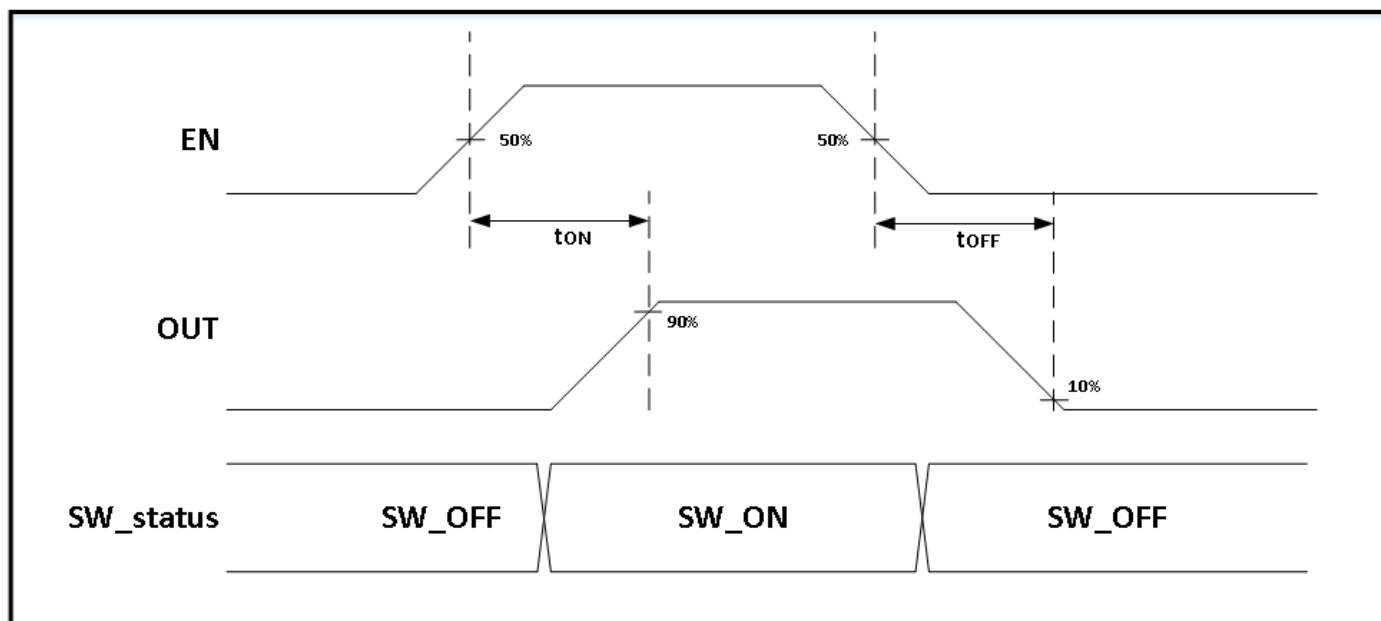 EN
50%
50%
tON
tOFF
OUT
90%
10%
SW_status
SW_OFF
SW_ON
SW_OFF